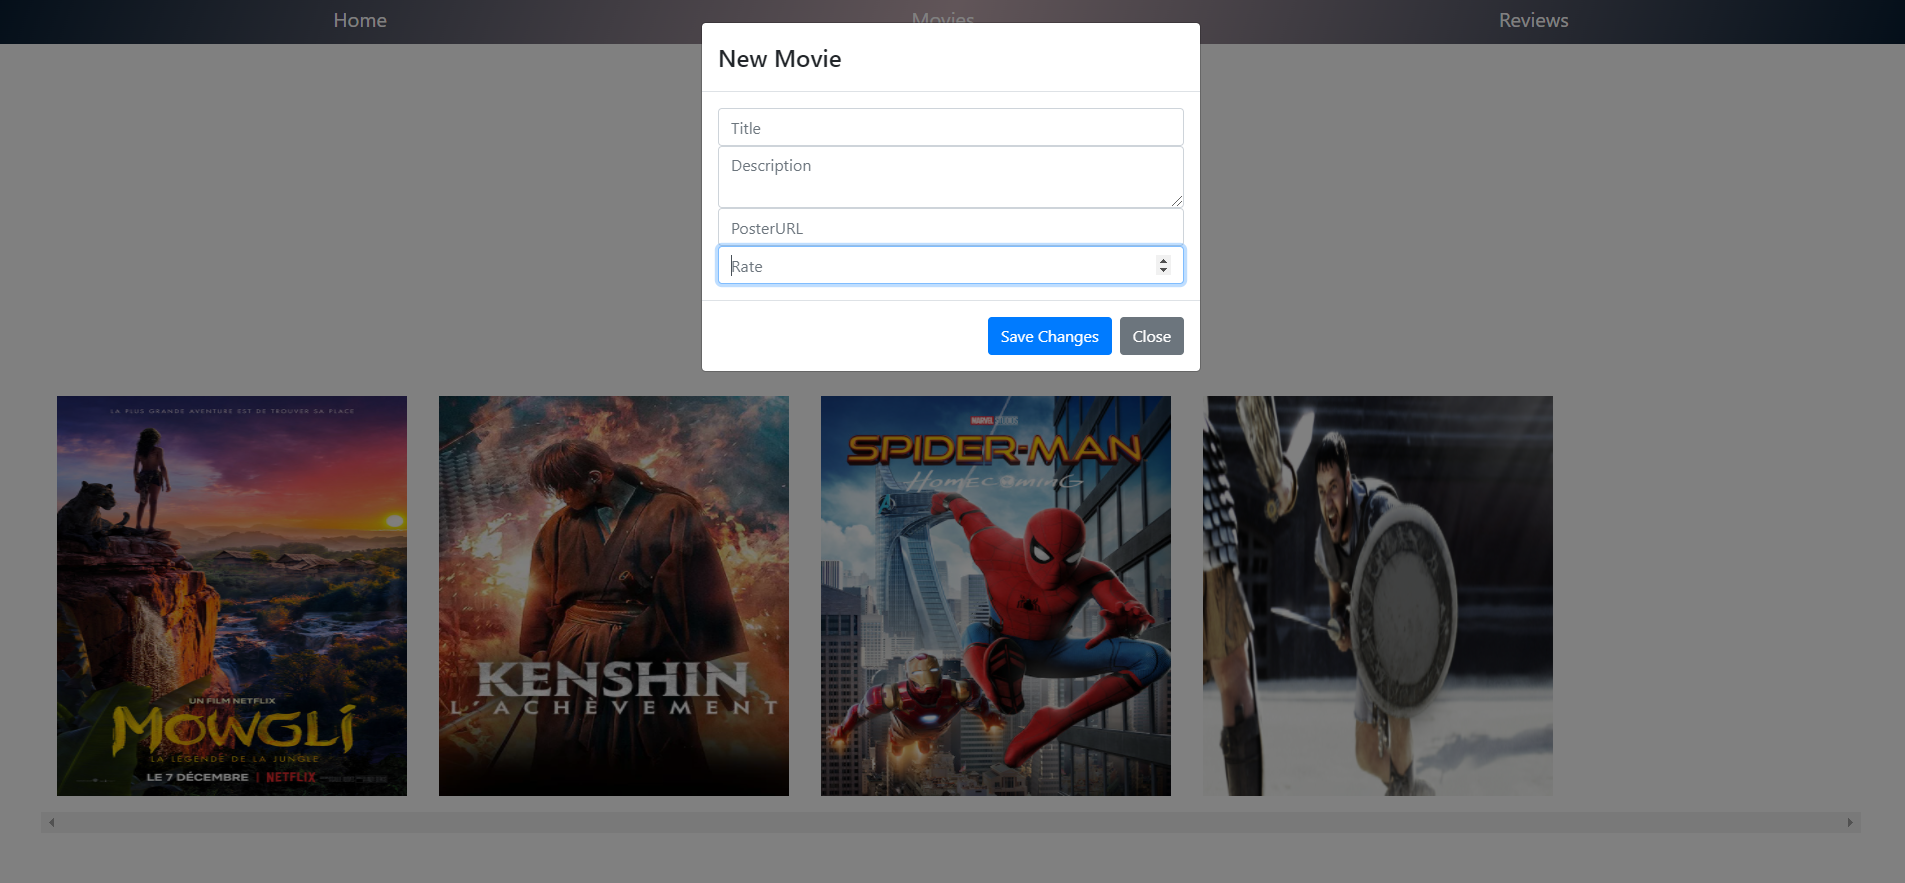 Home
Movies
Reviews
New Movie
Title
Description
PosterURL
Rate
Save Changes
Close
LA PLUS GRANDE AVENTURE EST DE TROUVER SA PLACE
UN FILM NETFLIX
MOWGLI
LA LÉGENDE DE LA JUNGLE
LE 7 DÉCEMBRE | NETFLIX
KENSHIN
L'ACHÈVEMENT
MARVEL STUDIOS
SPIDER-MAN
HOMECOMING